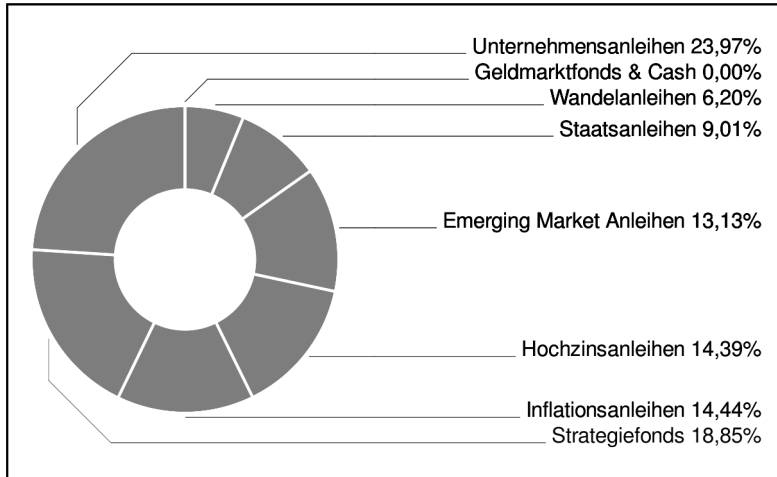 Unternehmensanleihen 23,97%
Geldmarktfonds & Cash 0,00%
Wandelanleihen 6,20%
Staatsanleihen 9,01%
Emerging Market Anleihen 13,13%
Hochzinsanleihen 14,39%
Inflationsanleihen 14,44%
Strategiefonds 18,85%